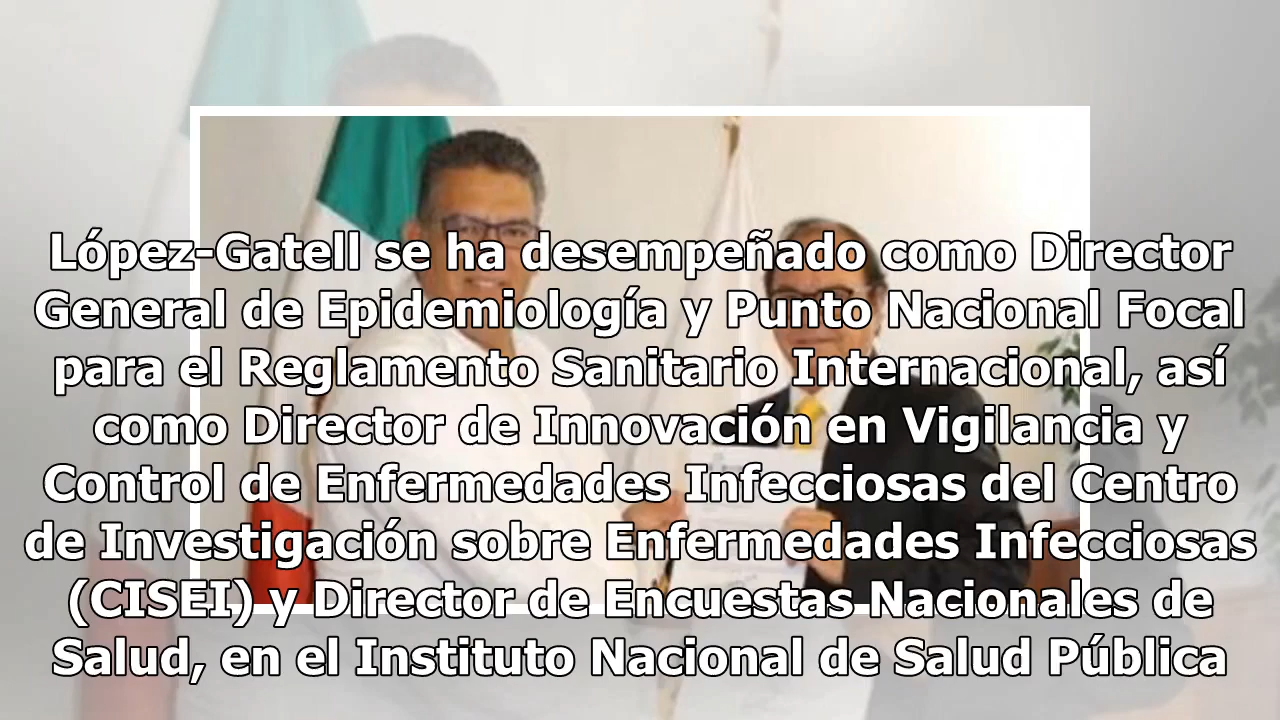 López-Gatell se ha desempeñado como Director
General de Epidemiología y Punto Nacional Focal
para el Reglamento Sanitario Internacional, así
como Director de Innovación en Vigilancia y
Control de Enfermedades Infecciosas del Centro
de Investigación sobre Enfermedades Infecciosas
(CISEI) y Director de Encuestas Nacionales de
Salud, en el Instituto Nacional de Salud Pública